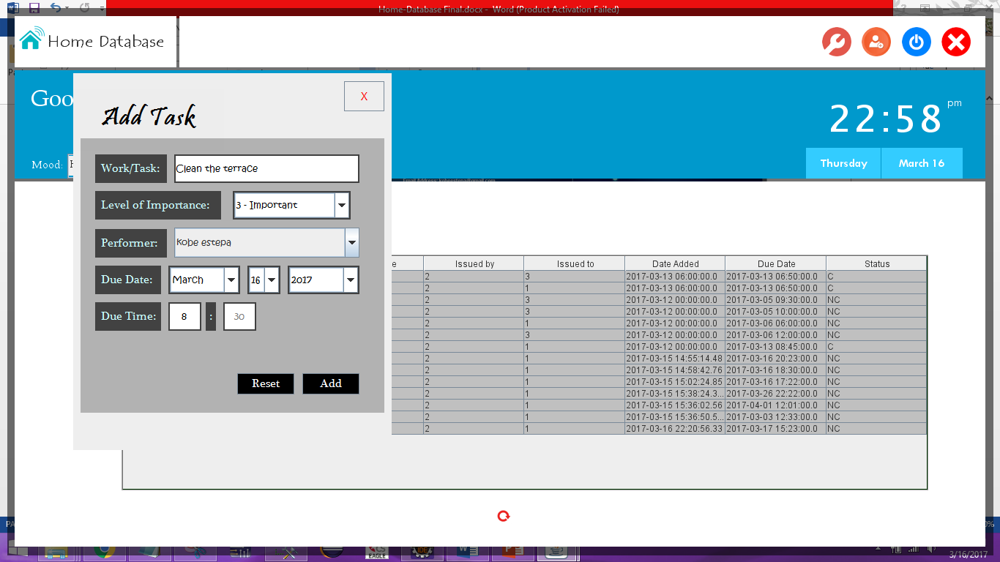 Home-Database Final.docx - Word (Product Activation Failed)
Home Database
Goo
22:58 pm
Mood:
Thursday March 16
Add Task
X
Work/Task: Clean the terrace
Level of Importance: 3 - Important
Performer: Kobe estepa
Due Date: March 16 2017
Due Time: 8 : 30
Reset Add
e Issued by Issued to Date Added Due Date Status
2 3 2017-03-13 06:00:00.0 2017-03-13 06:50:00.0 C
2 1 2017-03-13 06:00:00.0 2017-03-13 06:50:00.0 C
2 3 2017-03-12 00:00:00.0 2017-03-05 09:30:00.0 NC
2 3 2017-03-12 00:00:00.0 2017-03-05 10:00:00.0 NC
2 1 2017-03-12 00:00:00.0 2017-03-06 06:00:00.0 NC
2 3 2017-03-12 00:00:00.0 2017-03-06 12:00:00.0 NC
2 1 2017-03-12 00:00:00.0 2017-03-13 08:45:00.0 C
2 1 2017-03-15 14:55:14.48 2017-03-16 20:23:00.0 NC
2 1 2017-03-15 14:58:42.76 2017-03-16 18:30:00.0 NC
2 1 2017-03-15 15:02:24.85 2017-03-16 17:22:00.0 NC
2 1 2017-03-15 15:38:24.3... 2017-03-26 22:22:00.0 NC
2 1 2017-03-15 15:36:02.56 2017-04-01 12:01:00.0 NC
2 1 2017-03-15 15:36:50.5... 2017-03-03 12:33:00.0 NC
2 1 2017-03-16 22:20:56.33 2017-03-17 15:23:00.0 NC
EAGLE
IDE
3/16/2017